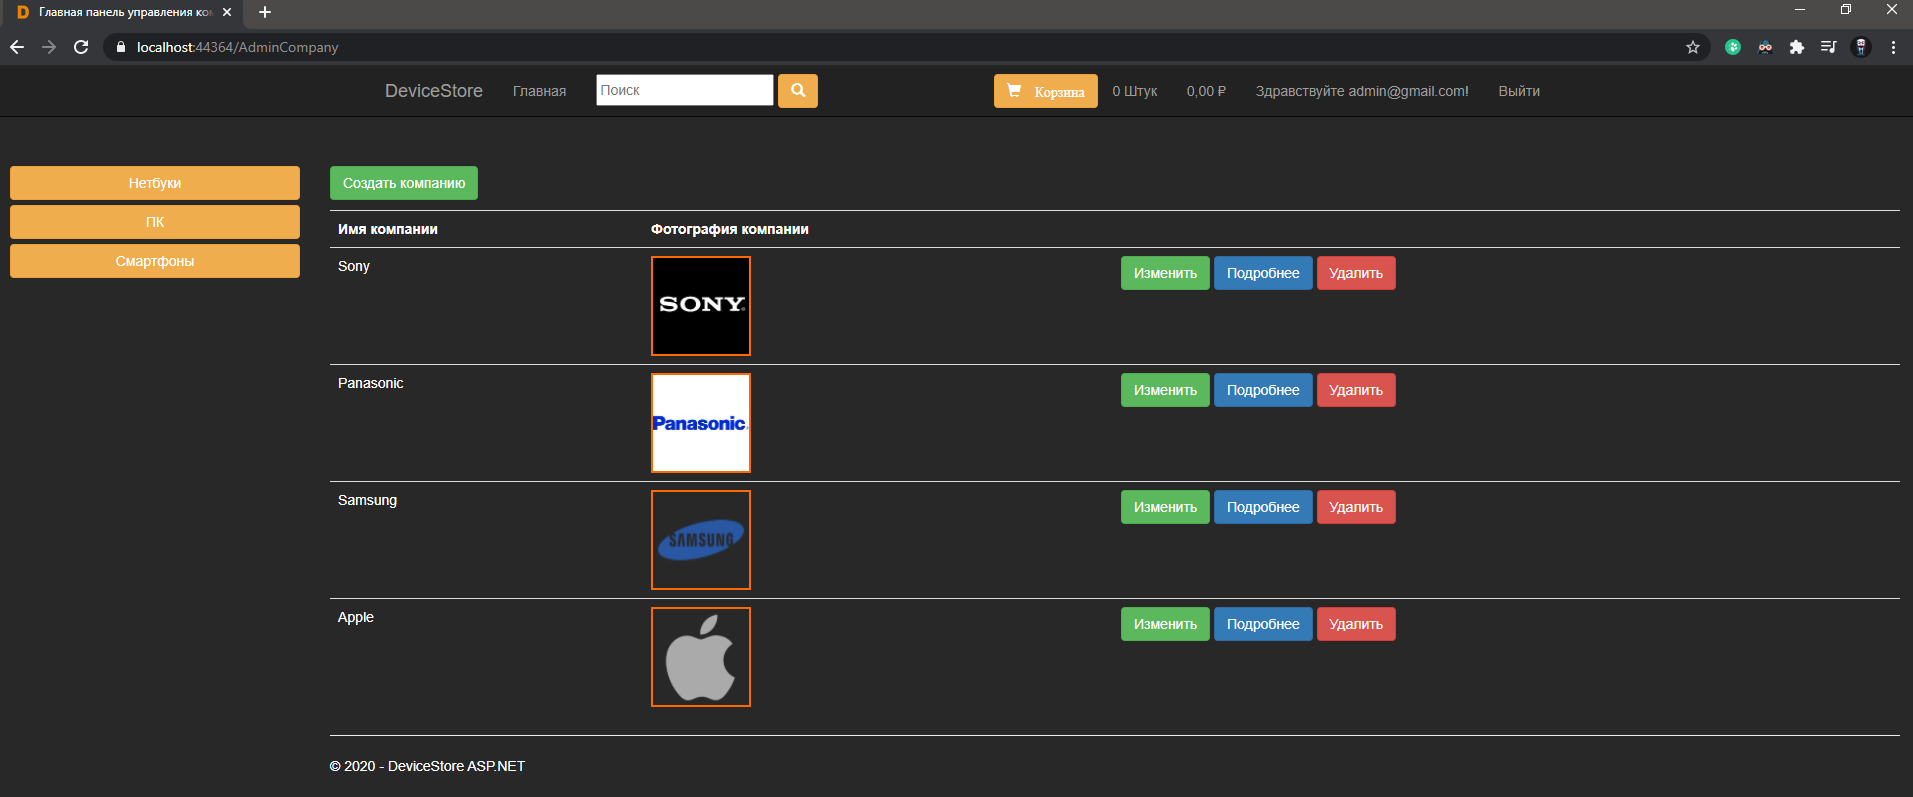 Главная панель управления ко
localhost:44364/AdminCompany
DeviceStore Главная Поиск Корзина 0 Штук 0,00 ₽ Здравствуйте admin@gmail.com! Выйти
Нетбуки
ПК
Смартфоны
Создать компанию
Имя компании Фотография компании
Sony SONY Изменить Подробнее Удалить
Panasonic Panasonic Изменить Подробнее Удалить
Samsung SAMSUNG Изменить Подробнее Удалить
Apple Изменить Подробнее Удалить
© 2020 - DeviceStore ASP.NET